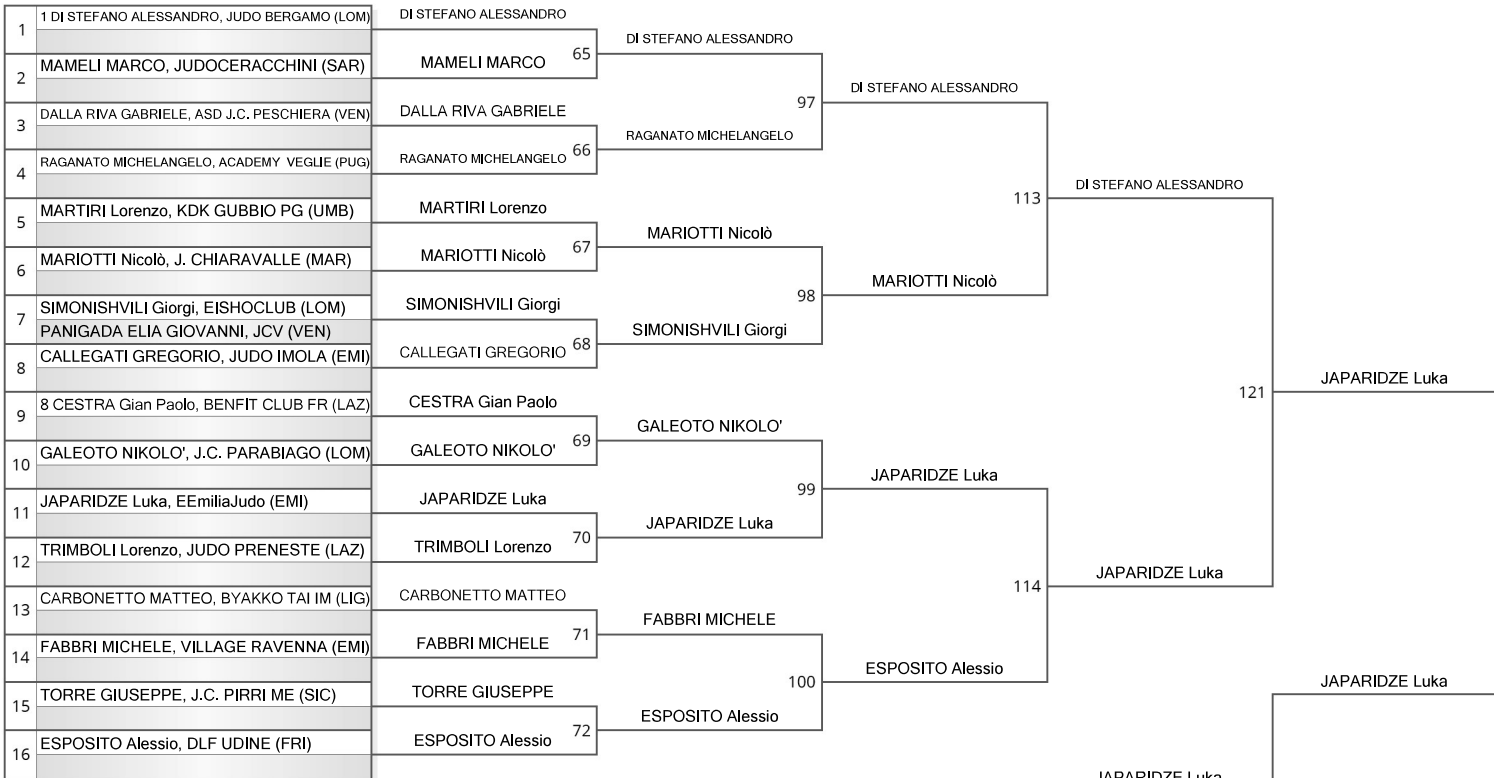 1
1 DI STEFANO ALESSANDRO, JUDO BERGAMO (LOM)
2
MAMELI MARCO, JUDOCERACCHINI (SAR)
3
DALLA RIVA GABRIELE, ASD J.C. PESCHIERA (VEN)
4
RAGANATO MICHELANGELO, ACADEMY VEGLIE (PUG)
5
MARTIRI Lorenzo, KDK GUBBIO PG (UMB)
6
MARIOTTI Nicolò, J. CHIARAVALLE (MAR)
7
SIMONISHVILI Giorgi, EISHOCLUB (LOM)
PANIGADA ELIA GIOVANNI, JCV (VEN)
8
CALLEGATI GREGORIO, JUDO IMOLA (EMI)
9
8 CESTRA Gian Paolo, BENFIT CLUB FR (LAZ)
10
GALEOTO NIKOLO', J.C. PARABIAGO (LOM)
11
JAPARIDZE Luka, EEmiliaJudo (EMI)
12
TRIMBOLI Lorenzo, JUDO PRENESTE (LAZ)
13
CARBONETTO MATTEO, BYAKKO TAI IM (LIG)
14
FABBRI MICHELE, VILLAGE RAVENNA (EMI)
15
TORRE GIUSEPPE, J.C. PIRRI ME (SIC)
16
ESPOSITO Alessio, DLF UDINE (FRI)
DI STEFANO ALESSANDRO
65
MAMELI MARCO
DALLA RIVA GABRIELE
66
RAGANATO MICHELANGELO
MARTIRI Lorenzo
67
MARIOTTI Nicolò
SIMONISHVILI Giorgi
68
CALLEGATI GREGORIO
CESTRA Gian Paolo
69
GALEOTO NIKOLO'
JAPARIDZE Luka
70
TRIMBOLI Lorenzo
CARBONETTO MATTEO
71
FABBRI MICHELE
TORRE GIUSEPPE
72
ESPOSITO Alessio
DI STEFANO ALESSANDRO
97
RAGANATO MICHELANGELO
MARIOTTI Nicolò
98
SIMONISHVILI Giorgi
GALEOTO NIKOLO'
99
JAPARIDZE Luka
FABBRI MICHELE
100
ESPOSITO Alessio
DI STEFANO ALESSANDRO
113
MARIOTTI Nicolò
JAPARIDZE Luka
114
ESPOSITO Alessio
DI STEFANO ALESSANDRO
121
JAPARIDZE Luka
JAPARIDZE Luka
JAPARIDZE Luka
JAPARIDZE Luka